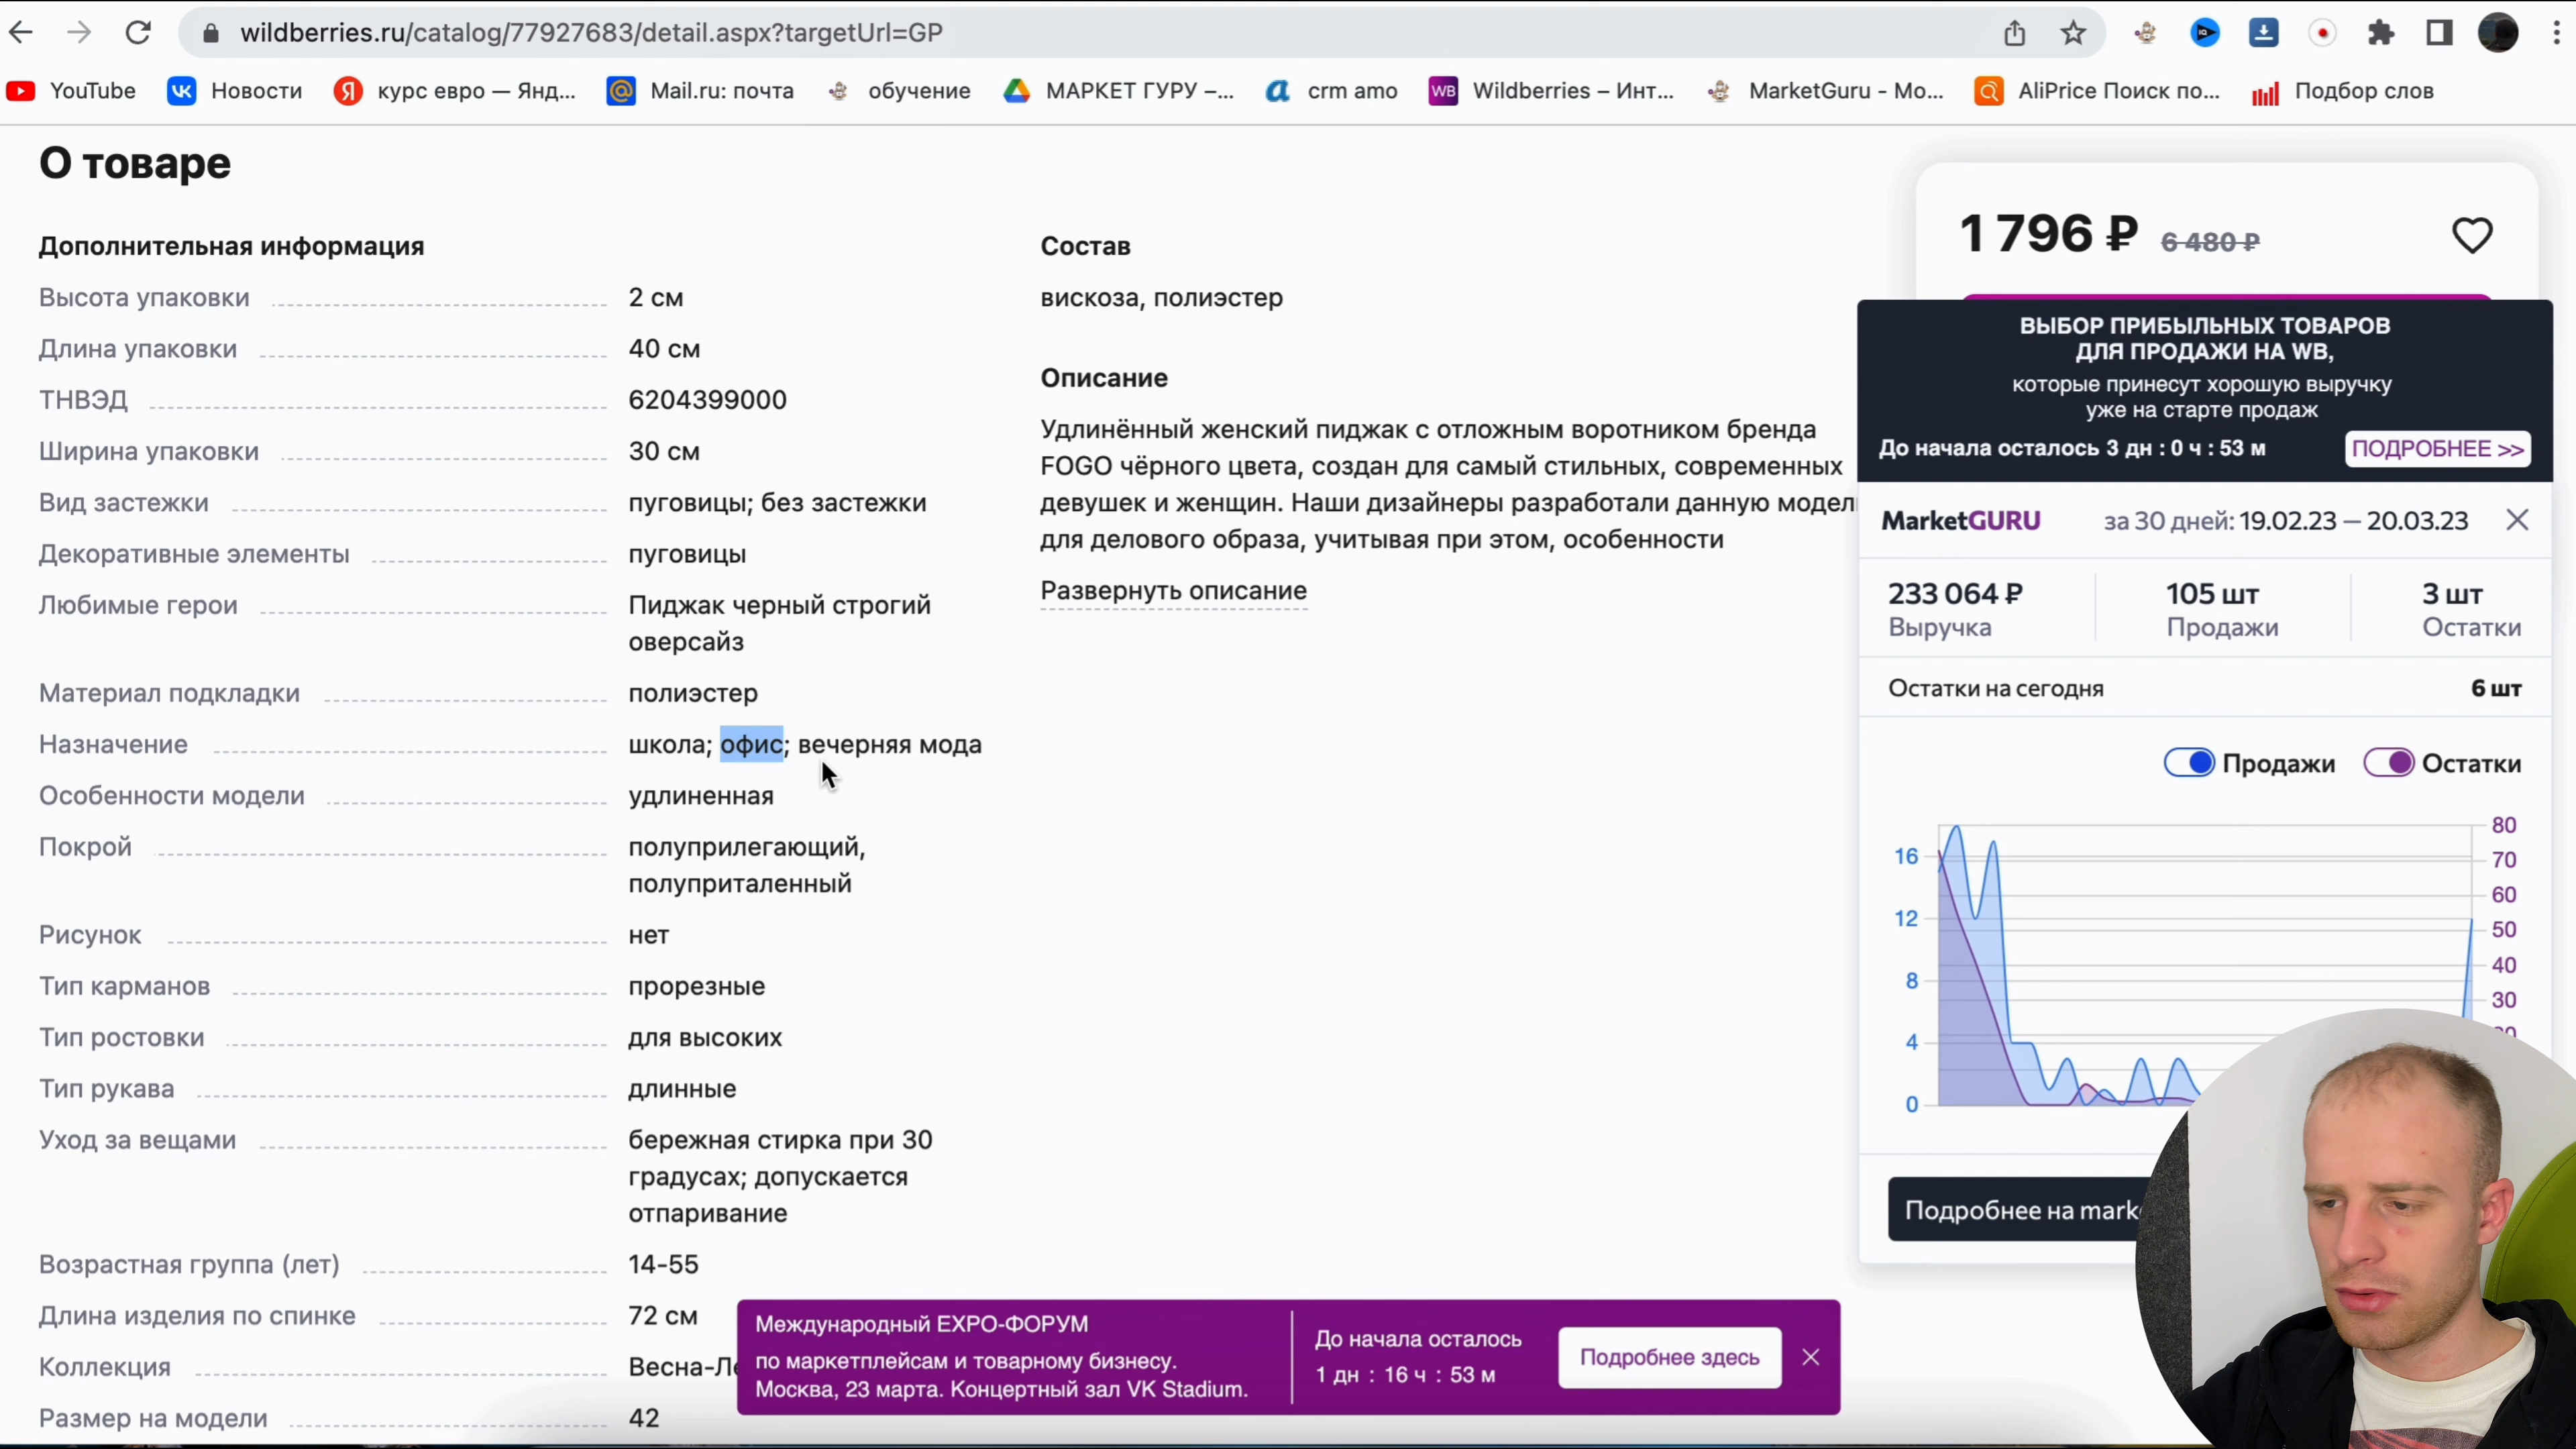 wildberries.ru/catalog/77927683/detail.aspx?targetUrl=GP
YouTube
Новости
курс евро — Янд...
Mail.ru: почта
обучение
МАРКЕТ ГУРУ –...
crm amo
Wildberries – Инт...
MarketGuru - Mo...
AliPrice Поиск по...
Подбор слов
О товаре
Дополнительная информация
Высота упаковки 2 см
Длина упаковки 40 см
ТНВЭД 6204399000
Ширина упаковки 30 см
Вид застежки пуговицы; без застежки
Декоративные элементы пуговицы
Любимые герои Пиджак черный строгий
оверсайз
Материал подкладки полиэстер
Назначение школа; офис; вечерняя мода
Особенности модели удлиненная
Покрой полуприлегающий,
полуприталенный
Рисунок нет
Тип карманов прорезные
Тип ростовки для высоких
Тип рукава длинные
Уход за вещами бережная стирка при 30
градусах; допускается
отпаривание
Возрастная группа (лет) 14-55
Длина изделия по спинке 72 см
Коллекция Весна-Ле
Размер на модели 42
Состав
вискоза, полиэстер
Описание
Удлинённый женский пиджак с отложным воротником бренда
FOGO чёрного цвета, создан для самый стильных, современных
девушек и женщин. Наши дизайнеры разработали данную модел
для делового образа, учитывая при этом, особенности
Развернуть описание
1 796 ₽ 6 480 ₽
ВЫБОР ПРИБЫЛЬНЫХ ТОВАРОВ
ДЛЯ ПРОДАЖИ НА WB,
которые принесут хорошую выручку
уже на старте продаж
До начала осталось 3 дн : 0 ч : 53 м ПОДРОБНЕЕ >>
MarketGURU за 30 дней: 19.02.23 — 20.03.23
233 064 ₽ 105 шт 3 шт
Выручка Продажи Остатки
Остатки на сегодня 6 шт
Продажи Остатки
80
16 70
60
12 50
40
8 30
4
0
Подробнее на mark
Международный EXPO-ФОРУМ
по маркетплейсам и товарному бизнесу.
Москва, 23 марта. Концертный зал VK Stadium.
До начала осталось
1 дн : 16 ч : 53 м
Подробнее здесь